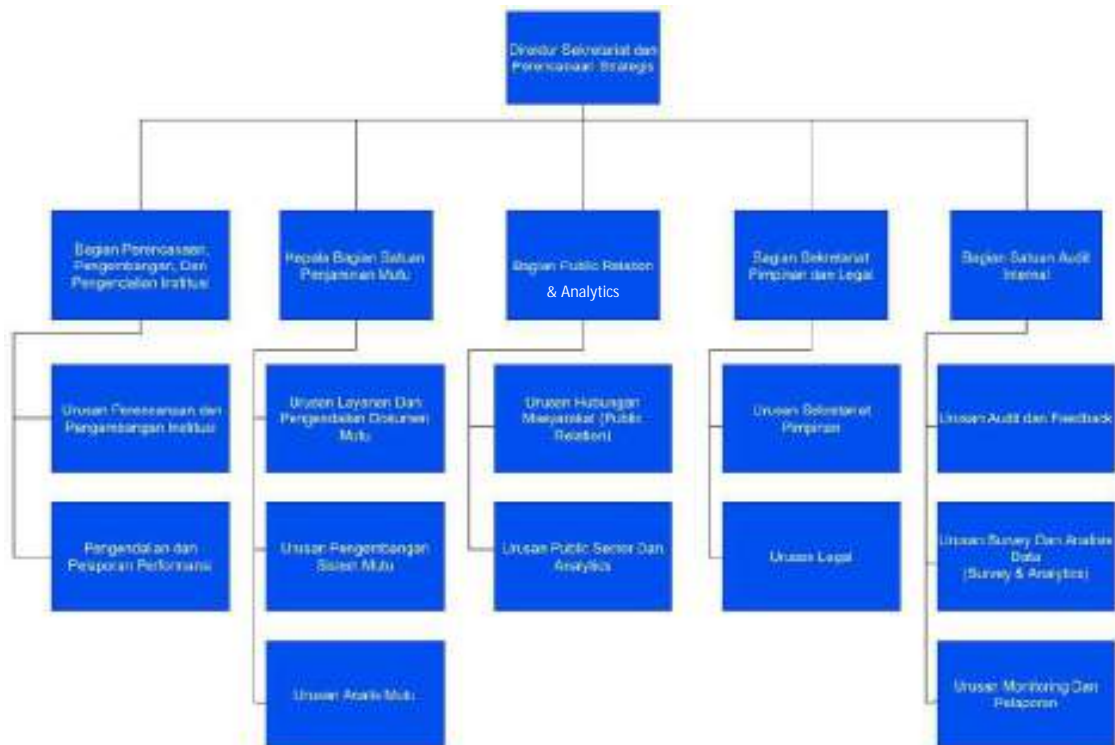 Direktur Sekretariat dan
Perencanaan Strategis
Bagian Perencanaan,
Pengembangan, Dan
Pengendalian Institusi
Kepala Bagian Satuan
Penjaminan Mutu
Bagian Public Relation
& Analytics
Bagian Sekretariat
Pimpinan dan Legal
Bagian Satuan Audit
Internal
Urusan Perencanaan dan
Pengembangan Institusi
Urusan Layanan Dan
Pengendalian Dokumen
Mutu
Urusan Hubungan
Masyarakat (Public
Relation)
Urusan Sekretariat
Pimpinan
Urusan Audit dan Feedback
Pengendalian dan
Pelaporan Performansi
Urusan Pengembangan
Sistem Mutu
Urusan Public Sector Dan
Analytics
Urusan Legal
Urusan Survey Dan Analisis
Data
(Survey & Analytics)
Urusan Analis Mutu
Urusan Monitoring Dan
Pelaporan